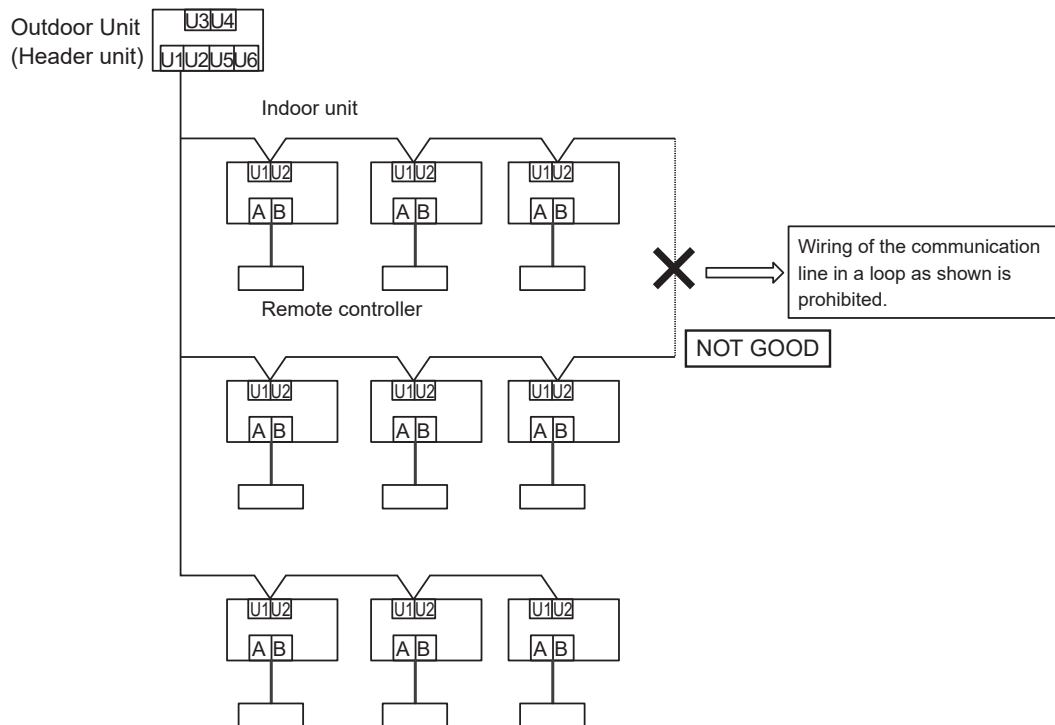 Outdoor Unit
(Header unit)
U3 U4
U1 U2 U5 U6
Indoor unit
U1 U2
U1 U2
U1 U2
A B
A B
A B
Remote controller
Wiring of the communication
line in a loop as shown is
prohibited.
NOT GOOD
U1 U2
U1 U2
U1 U2
A B
A B
A B
U1 U2
U1 U2
U1 U2
A B
A B
A B